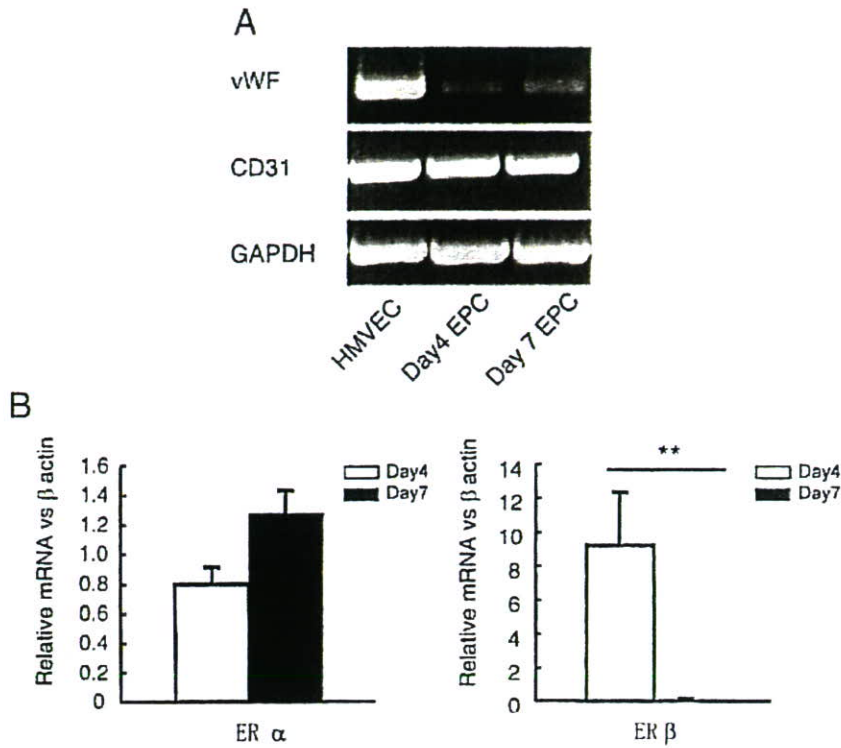 A
vWF
CD31
GAPDH
HMVEC
Day4 EPC
Day 7 EPC
B
Relative mRNA vs β actin
1.6
1.4
1.2
1.0
0.8
0.6
0.4
0.2
0
Day4
Day7
ER α
Relative mRNA vs β actin
14
12
10
8
6
4
2
0
**
Day4
Day7
ER β